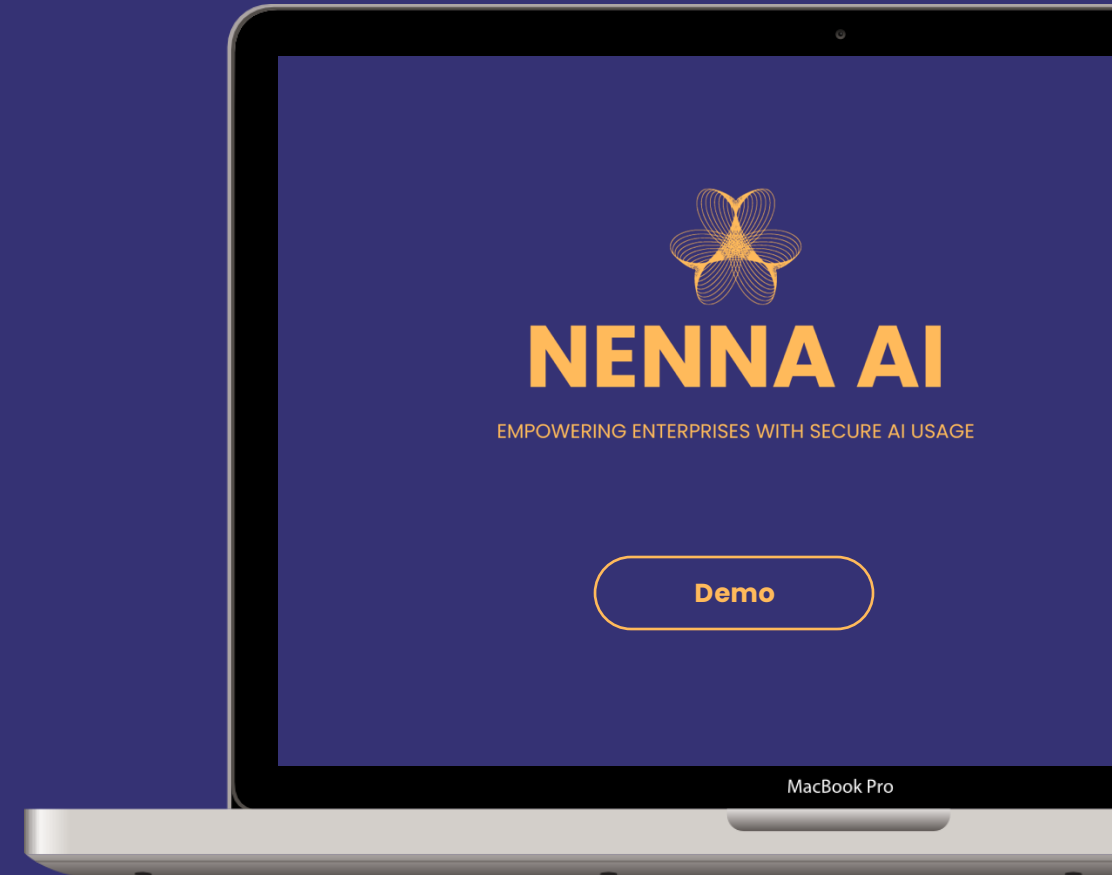 NENNA AI
EMPOWERING ENTERPRISES WITH SECURE AI USAGE
Demo
MacBook Pro